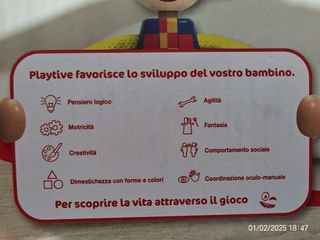 Playtive favorisce lo sviluppo del vostro bambino.
Pensiero logico
Agilità
Motricità
Fantasia
Creatività
Comportamento sociale
Dimestichezza con forme e colori
Coordinazione oculo-manuale
Per scoprire la vita attraverso il gioco
01/02/2025 18:47